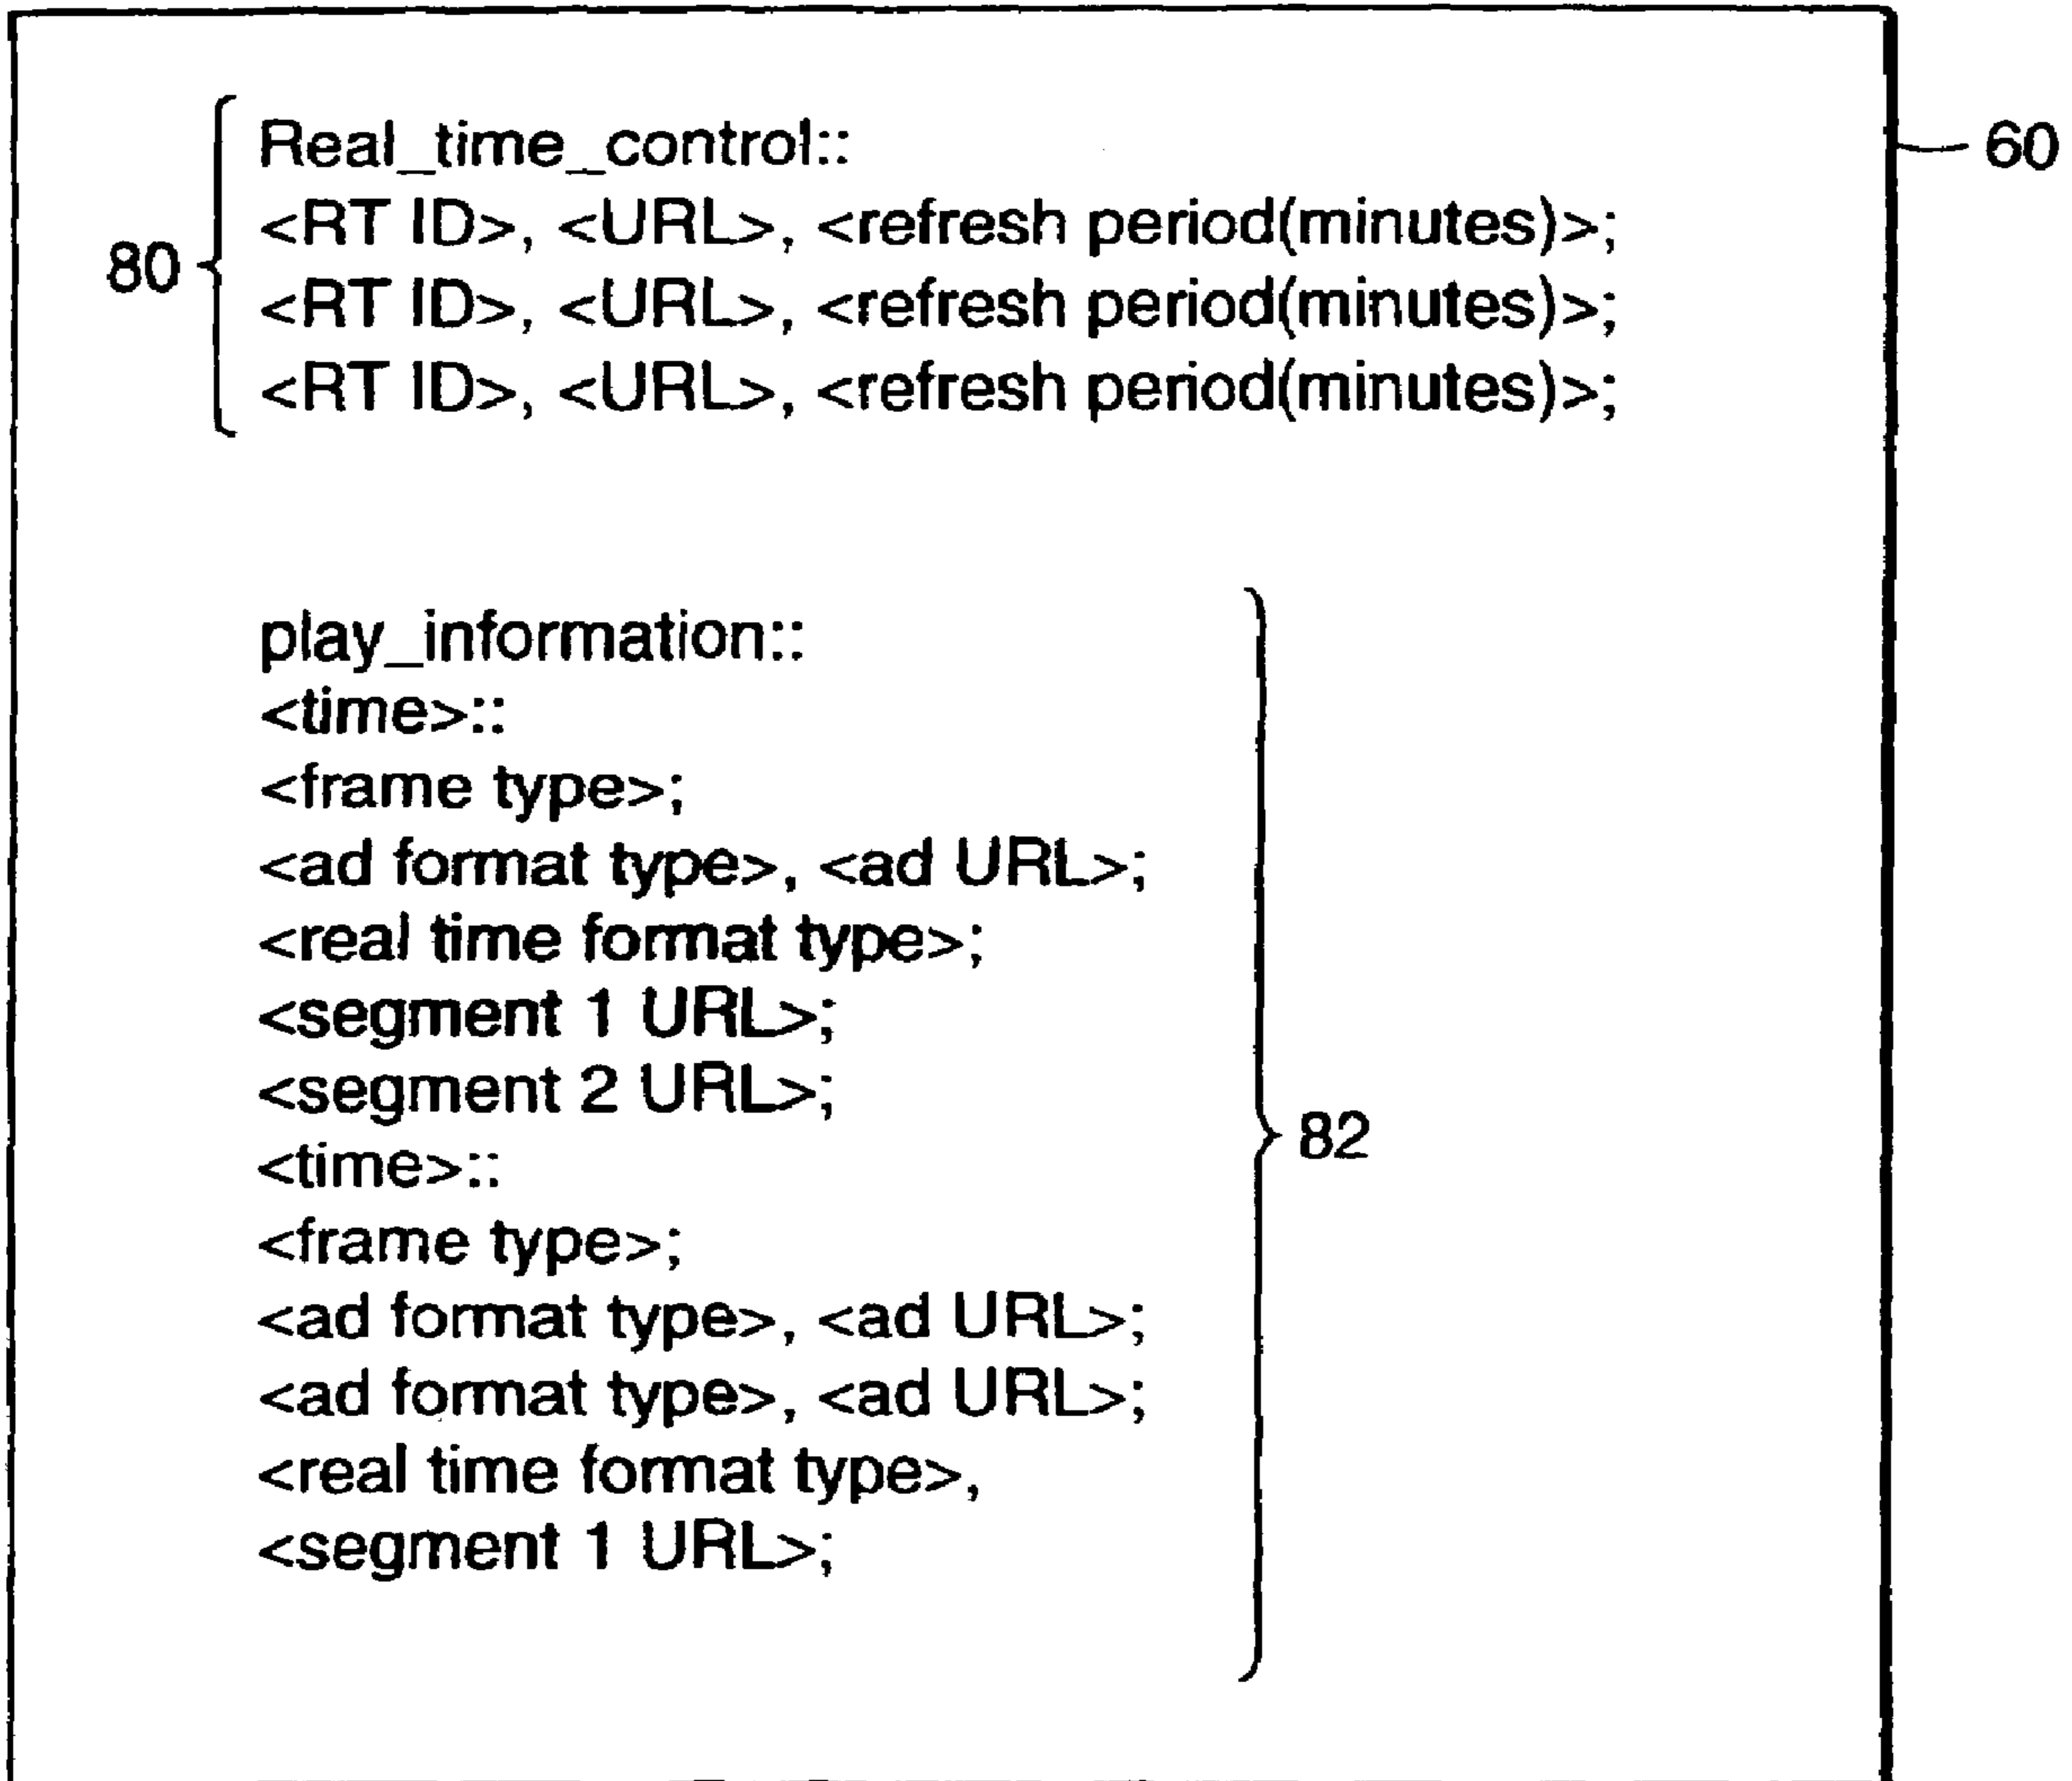 Real_time_control::
60
<RT ID>, <URL>, <refresh period(minutes)>;
80
<RT ID>, <URL>, <refresh period(minutes)>;
<RT ID>, <URL>, <refresh period(minutes)>;
play_information::
<time>::
<frame type>;
<ad format type>, <ad URL>;
<real time format type>;
<segment 1 URL>;
<segment 2 URL>;
82
<time>::
<frame type>;
<ad format type>, <ad URL>;
<ad format type>, <ad URL>;
<real time format type>,
<segment 1 URL>;